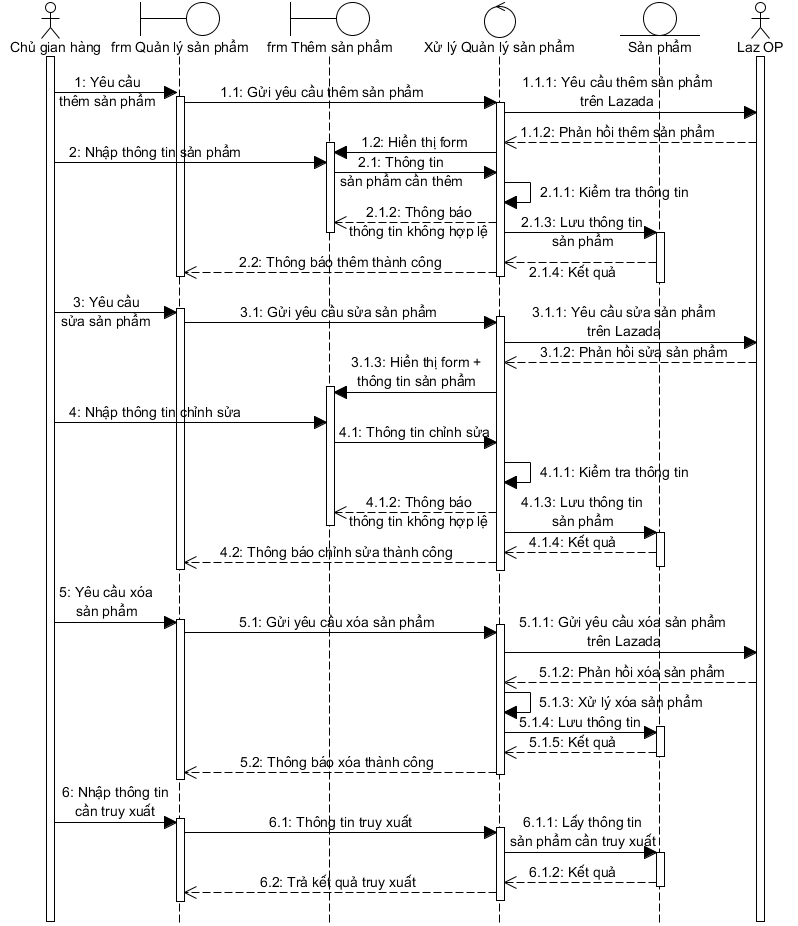 Chủ gian hàng
frm Quản lý sản phẩm
frm Thêm sản phẩm
Xử lý Quản lý sản phẩm
Sản phẩm
Laz OP
1: Yêu cầu
thêm sản phẩm
1.1: Gửi yêu cầu thêm sản phẩm
1.1.1: Yêu cầu thêm sản phẩm
trên Lazada
1.1.2: Phản hồi thêm sản phẩm
1.2: Hiển thị form
2: Nhập thông tin sản phẩm
2.1: Thông tin
sản phẩm cần thêm
2.1.1: Kiểm tra thông tin
2.1.2: Thông báo
thông tin không hợp lệ
2.1.3: Lưu thông tin
sản phẩm
2.1.4: Kết quả
2.2: Thông báo thêm thành công
3: Yêu cầu
sửa sản phẩm
3.1: Gửi yêu cầu sửa sản phẩm
3.1.1: Yêu cầu sửa sản phẩm
trên Lazada
3.1.2: Phản hồi sửa sản phẩm
3.1.3: Hiển thị form +
thông tin sản phẩm
4: Nhập thông tin chỉnh sửa
4.1: Thông tin chỉnh sửa
4.1.1: Kiểm tra thông tin
4.1.2: Thông báo
thông tin không hợp lệ
4.1.3: Lưu thông tin
sản phẩm
4.1.4: Kết quả
4.2: Thông báo chỉnh sửa thành công
5: Yêu cầu xóa
sản phẩm
5.1: Gửi yêu cầu xóa sản phẩm
5.1.1: Gửi yêu cầu xóa sản phẩm
trên Lazada
5.1.2: Phản hồi xóa sản phẩm
5.1.3: Xử lý xóa sản phẩm
5.1.4: Lưu thông tin
5.1.5: Kết quả
5.2: Thông báo xóa thành công
6: Nhập thông tin
cần truy xuất
6.1: Thông tin truy xuất
6.1.1: Lấy thông tin
sản phẩm cần truy xuất
6.1.2: Kết quả
6.2: Trả kết quả truy xuất